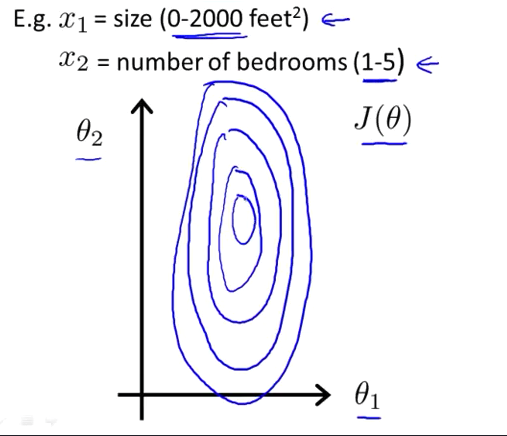 E.g. x₁ = size (0-2000 feet²)
x₂ = number of bedrooms (1-5)
θ₂
J(θ)
θ₁